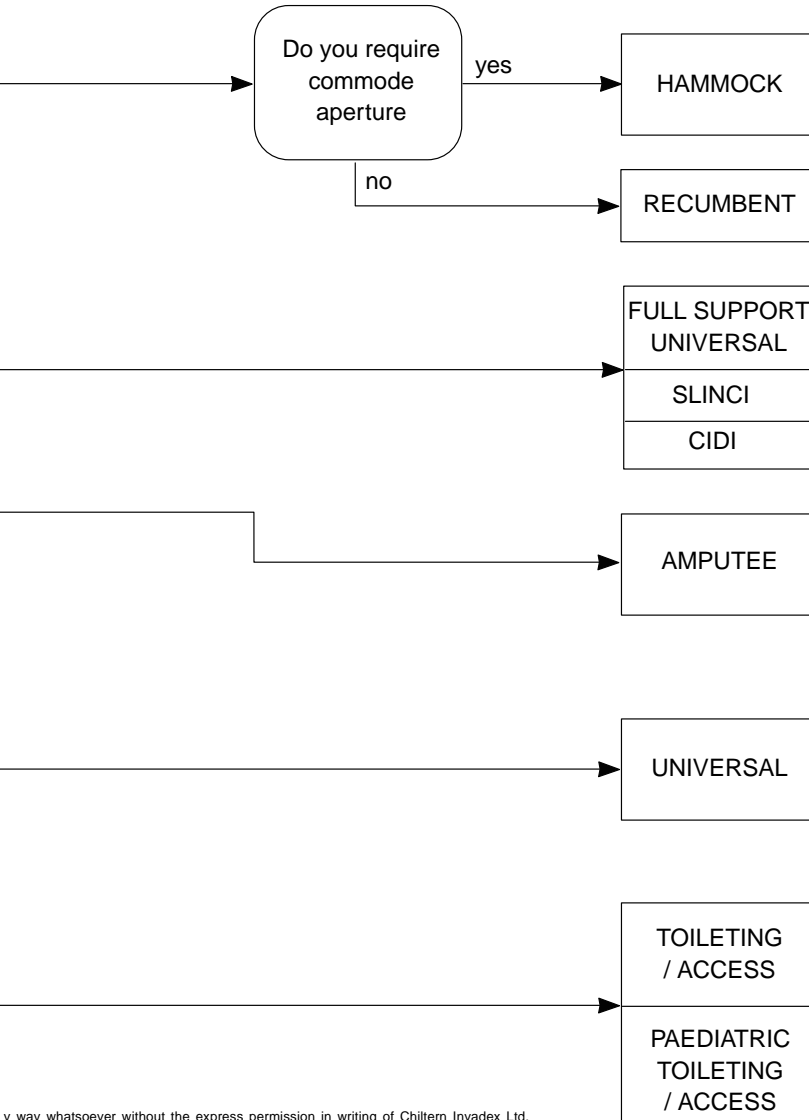 Do you require
commode
aperture
yes
HAMMOCK
no
RECUMBENT
FULL SUPPORT
UNIVERSAL
SLINCI
CIDI
AMPUTEE
UNIVERSAL
TOILETING
/ ACCESS
PAEDIATRIC
TOILETING
/ ACCESS
y way whatsoever without the express permission in writing of Chiltern Invadex Ltd.